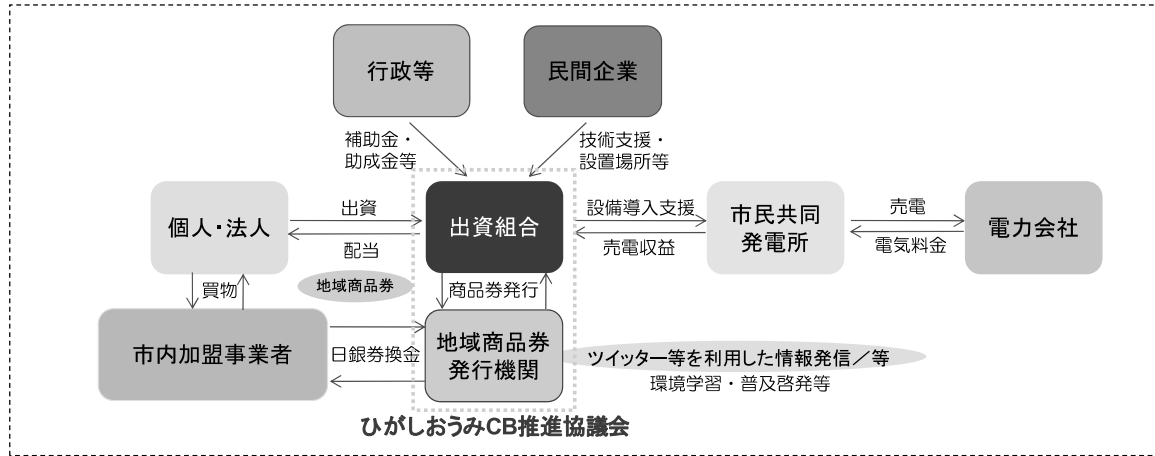 行政等
民間企業
補助金・
助成金等
技術支援・
設置場所等
個人・法人
出資
配当
出資組合
設備導入支援
売電収益
市民共同
発電所
売電
電気料金
電力会社
買物
地域商品券
商品券発行
市内加盟事業者
日銀券換金
地域商品券
発行機関
ツイッター等を利用した情報発信／等
環境学習・普及啓発等
ひがしおうみCB推進協議会